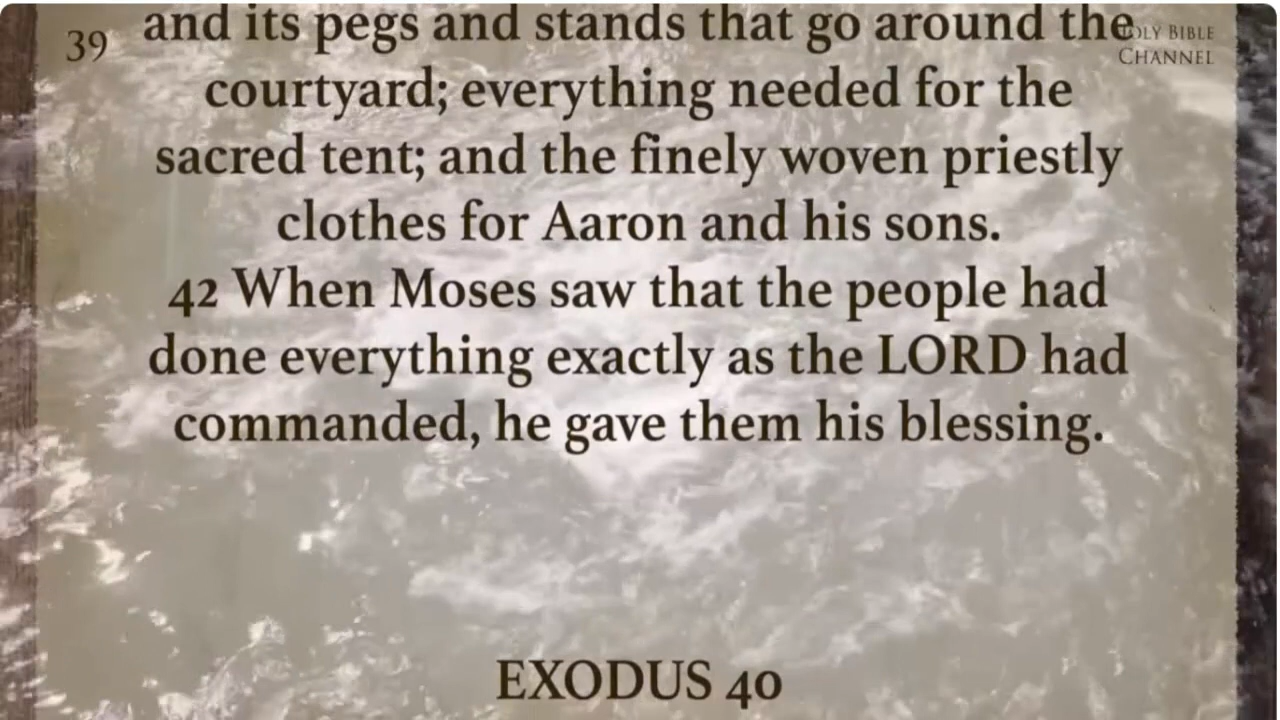 39
and its pegs and stands that go around the
courtyard; everything needed for the
sacred tent; and the finely woven priestly
clothes for Aaron and his sons.
42 When Moses saw that the people had
done everything exactly as the LORD had
commanded, he gave them his blessing.
EXODUS 40
HOLY BIBLE
CHANNEL